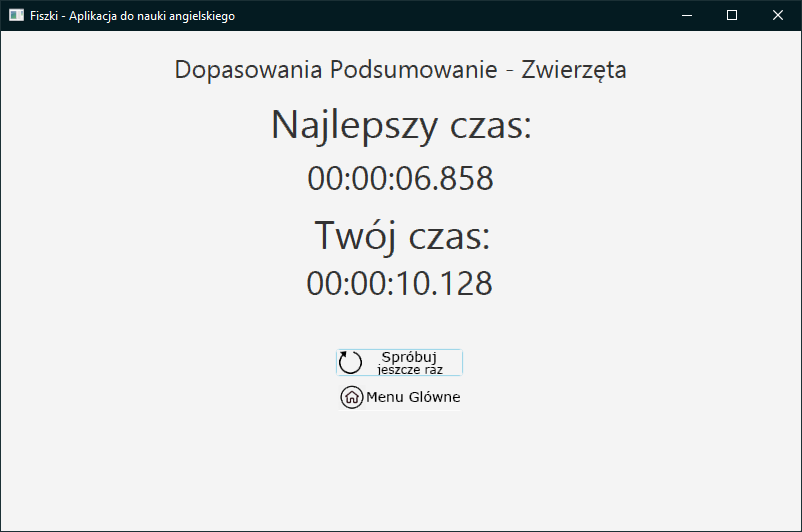 Fiszki - Aplikacja do nauki angielskiego
Dopasowania Podsumowanie - Zwierzęta
Najlepszy czas:
00:00:06.858
Twój czas:
00:00:10.128
Spróbuj
jeszcze raz
Menu Glówne